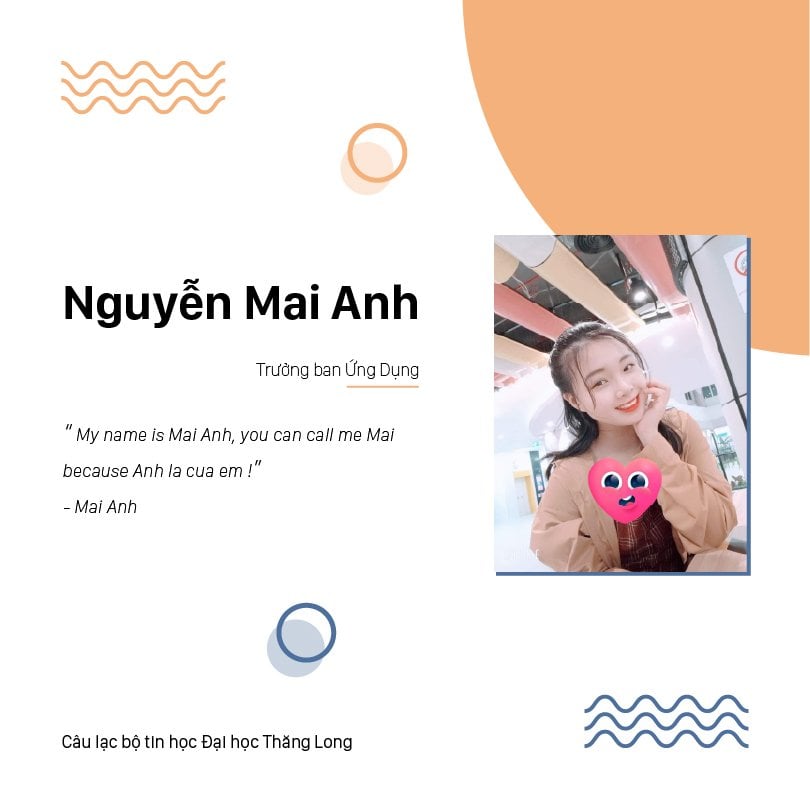 Nguyễn Mai Anh
Trưởng ban Ứng Dụng
“ My name is Mai Anh, you can call me Mai
because Anh la cua em !”
- Mai Anh
Câu lạc bộ tin học Đại học Thăng Long